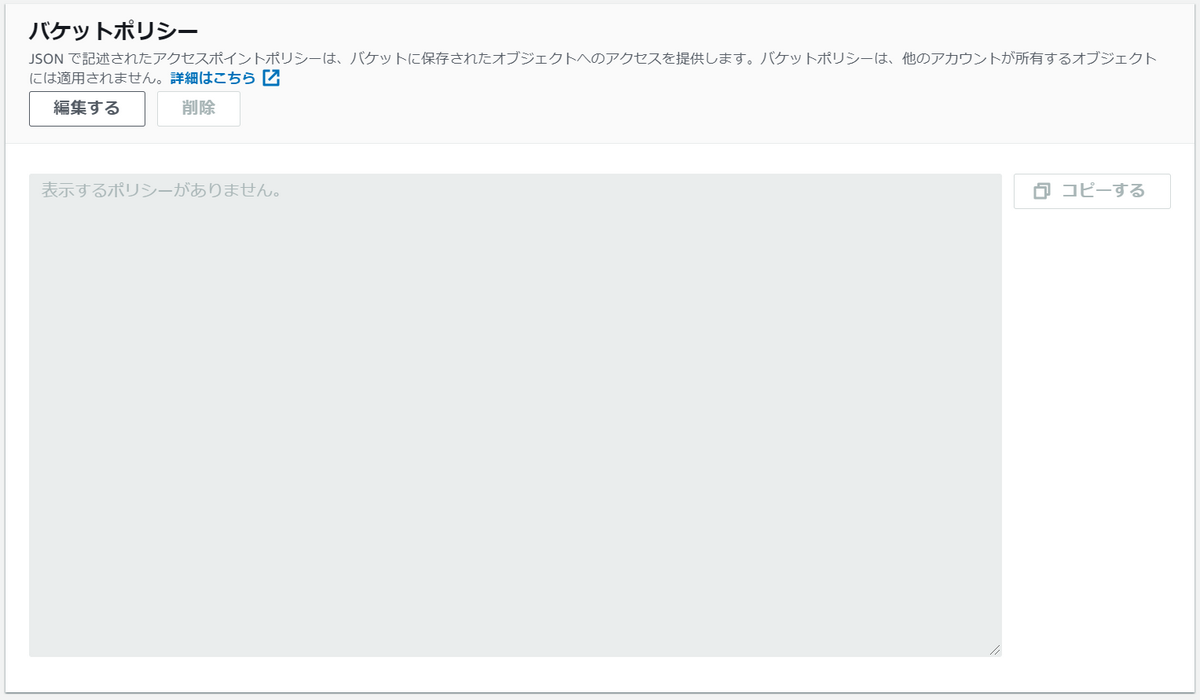 バケットポリシー
JSON で記述されたアクセスポイントポリシーは、バケットに保存されたオブジェクトへのアクセスを提供します。バケットポリシーは、他のアカウントが所有するオブジェクト
には適用されません。詳細はこちら
編集する 削除
表示するポリシーがありません。 コピーする